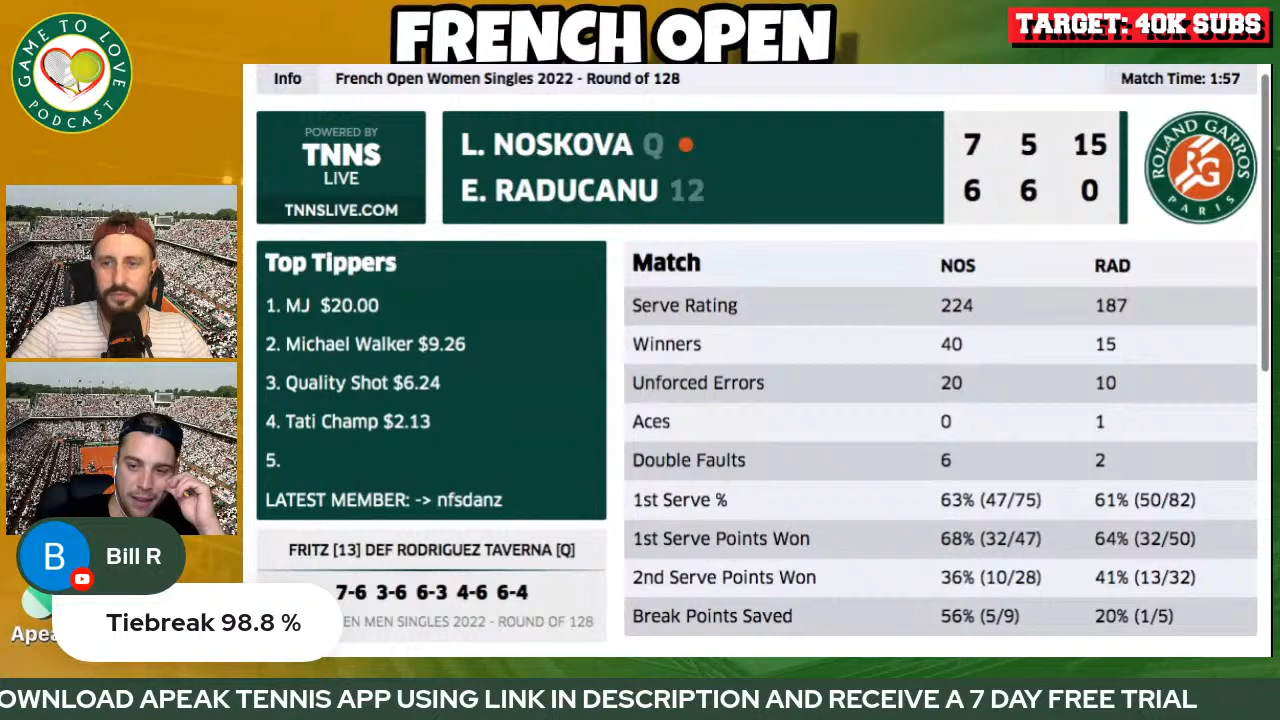 FRENCH OPEN
TARGET: 40K SUBS
GAME TO LOVE
PODCAST
Info French Open Women Singles 2022 - Round of 128 Match Time: 1:57
POWERED BY
TNNS
LIVE
TNNSLIVE.COM
L. NOSKOVA Q 7 5 15
E. RADUCANU 12 6 6 0
ROLAND GARROS
RG
PARIS
Top Tippers
1. MJ $20.00
2. Michael Walker $9.26
3. Quality Shot $6.24
4. Tati Champ $2.13
5.
LATEST MEMBER: -> nfsdanz
FRITZ [13] DEF RODRIGUEZ TAVERNA [Q]
7-6 3-6 6-3 4-6 6-4
EN MEN SINGLES 2022 - ROUND OF 128
Match NOS RAD
Serve Rating 224 187
Winners 40 15
Unforced Errors 20 10
Aces 0 1
Double Faults 6 2
1st Serve % 63% (47/75) 61% (50/82)
1st Serve Points Won 68% (32/47) 64% (32/50)
2nd Serve Points Won 36% (10/28) 41% (13/32)
Break Points Saved 56% (5/9) 20% (1/5)
B Bill R
Tiebreak 98.8 %
Apea
OWNLOAD APEAK TENNIS APP USING LINK IN DESCRIPTION AND RECEIVE A 7 DAY FREE TRIAL